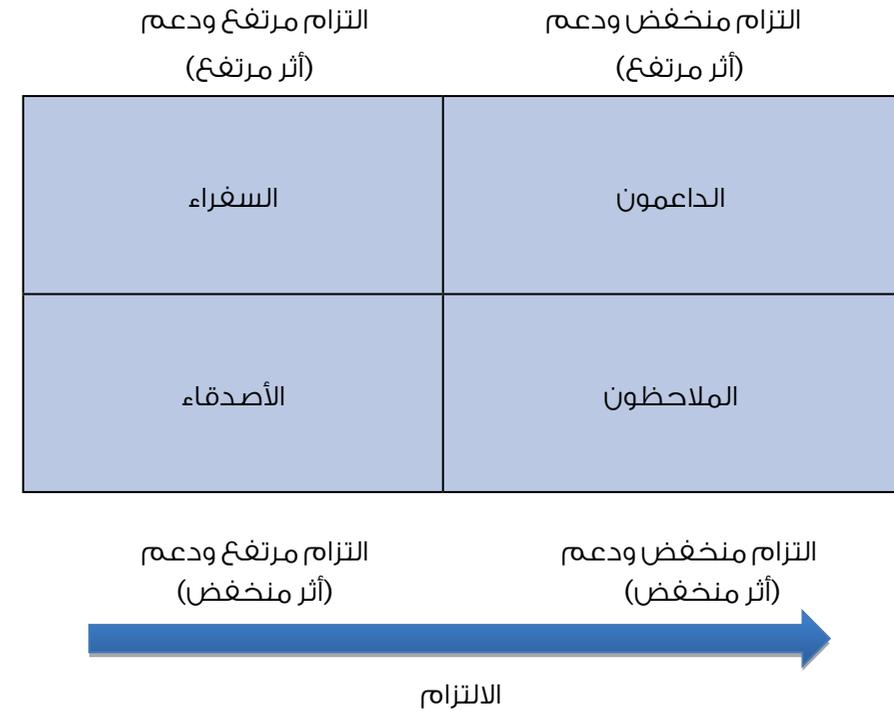 التزام منخفض ودعم
(أثر مرتفع)
التزام مرتفع ودعم
(أثر مرتفع)
الداعمون
السفراء
الملاحظون
الأصدقاء
التزام منخفض ودعم
(أثر منخفض)
التزام مرتفع ودعم
(أثر منخفض)
الالتزام